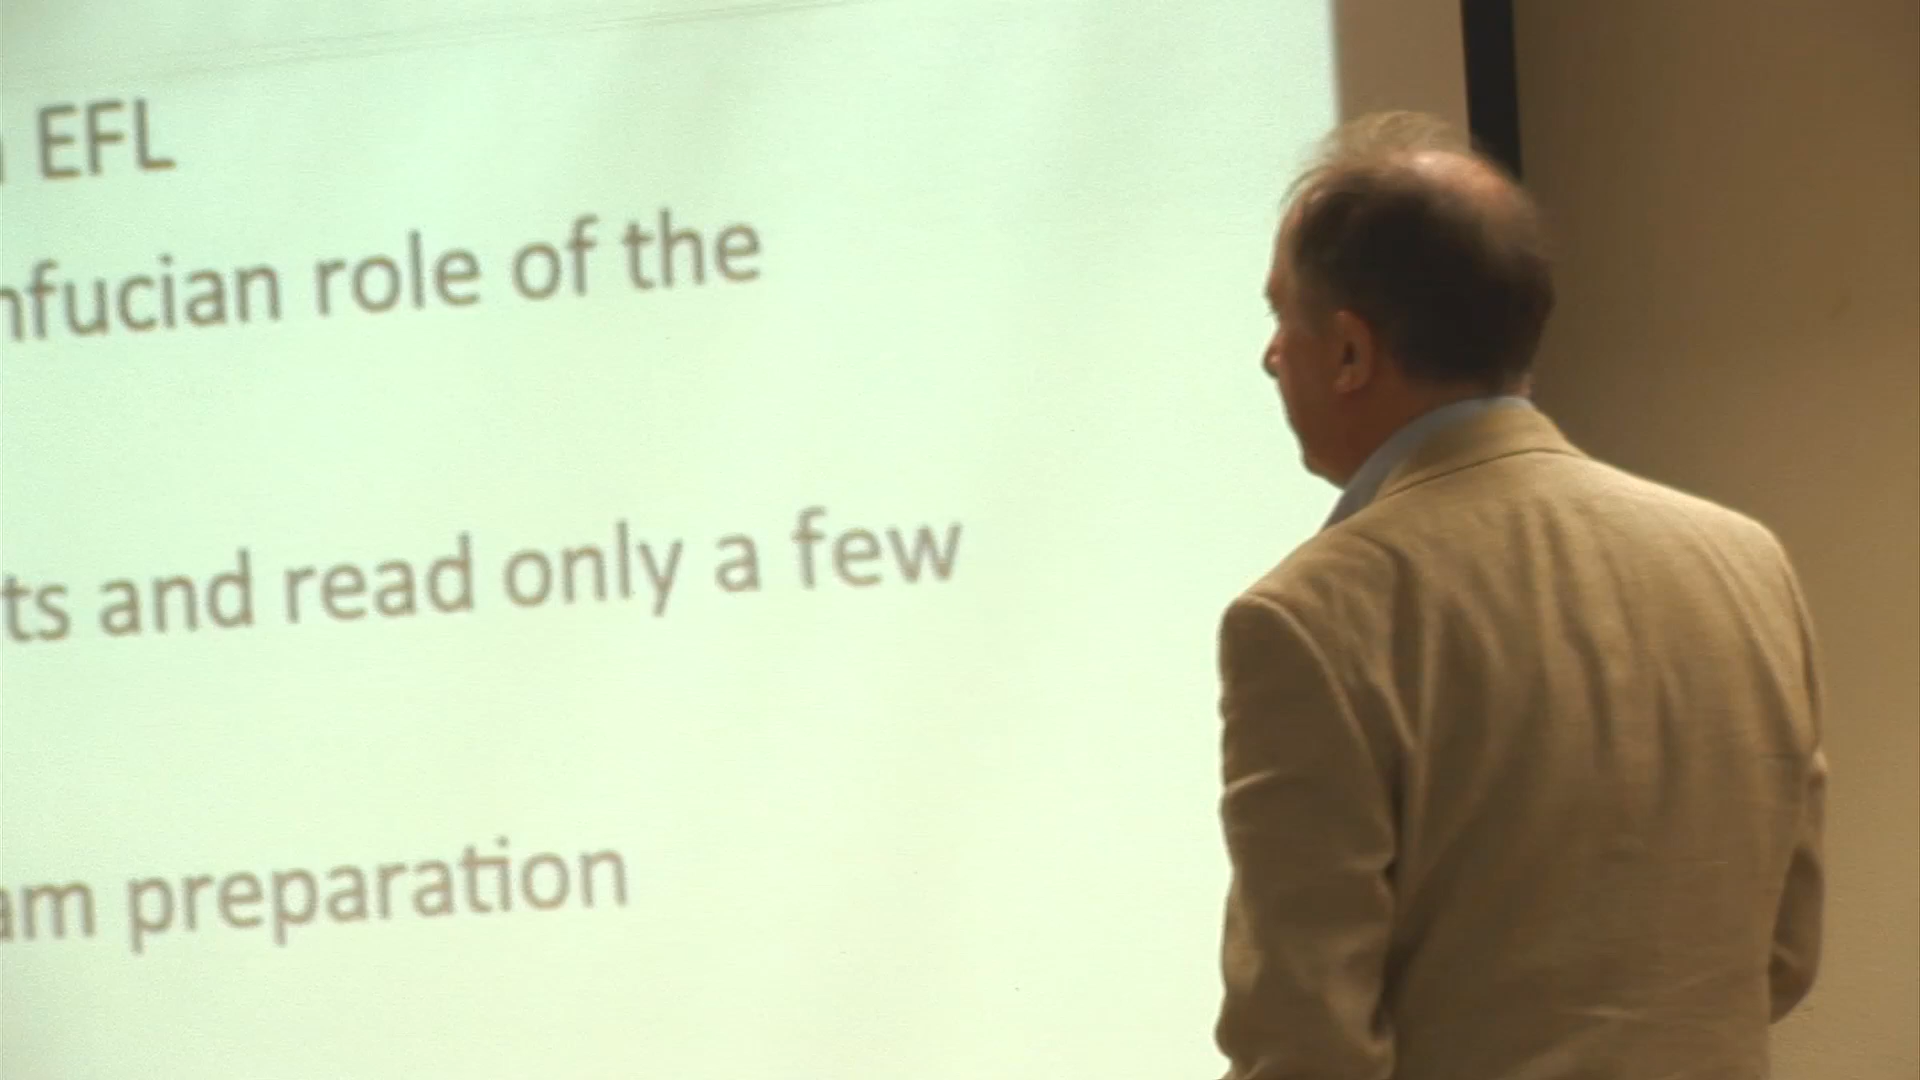 EFL
nfucian role of the
ts and read only a few
am preparation